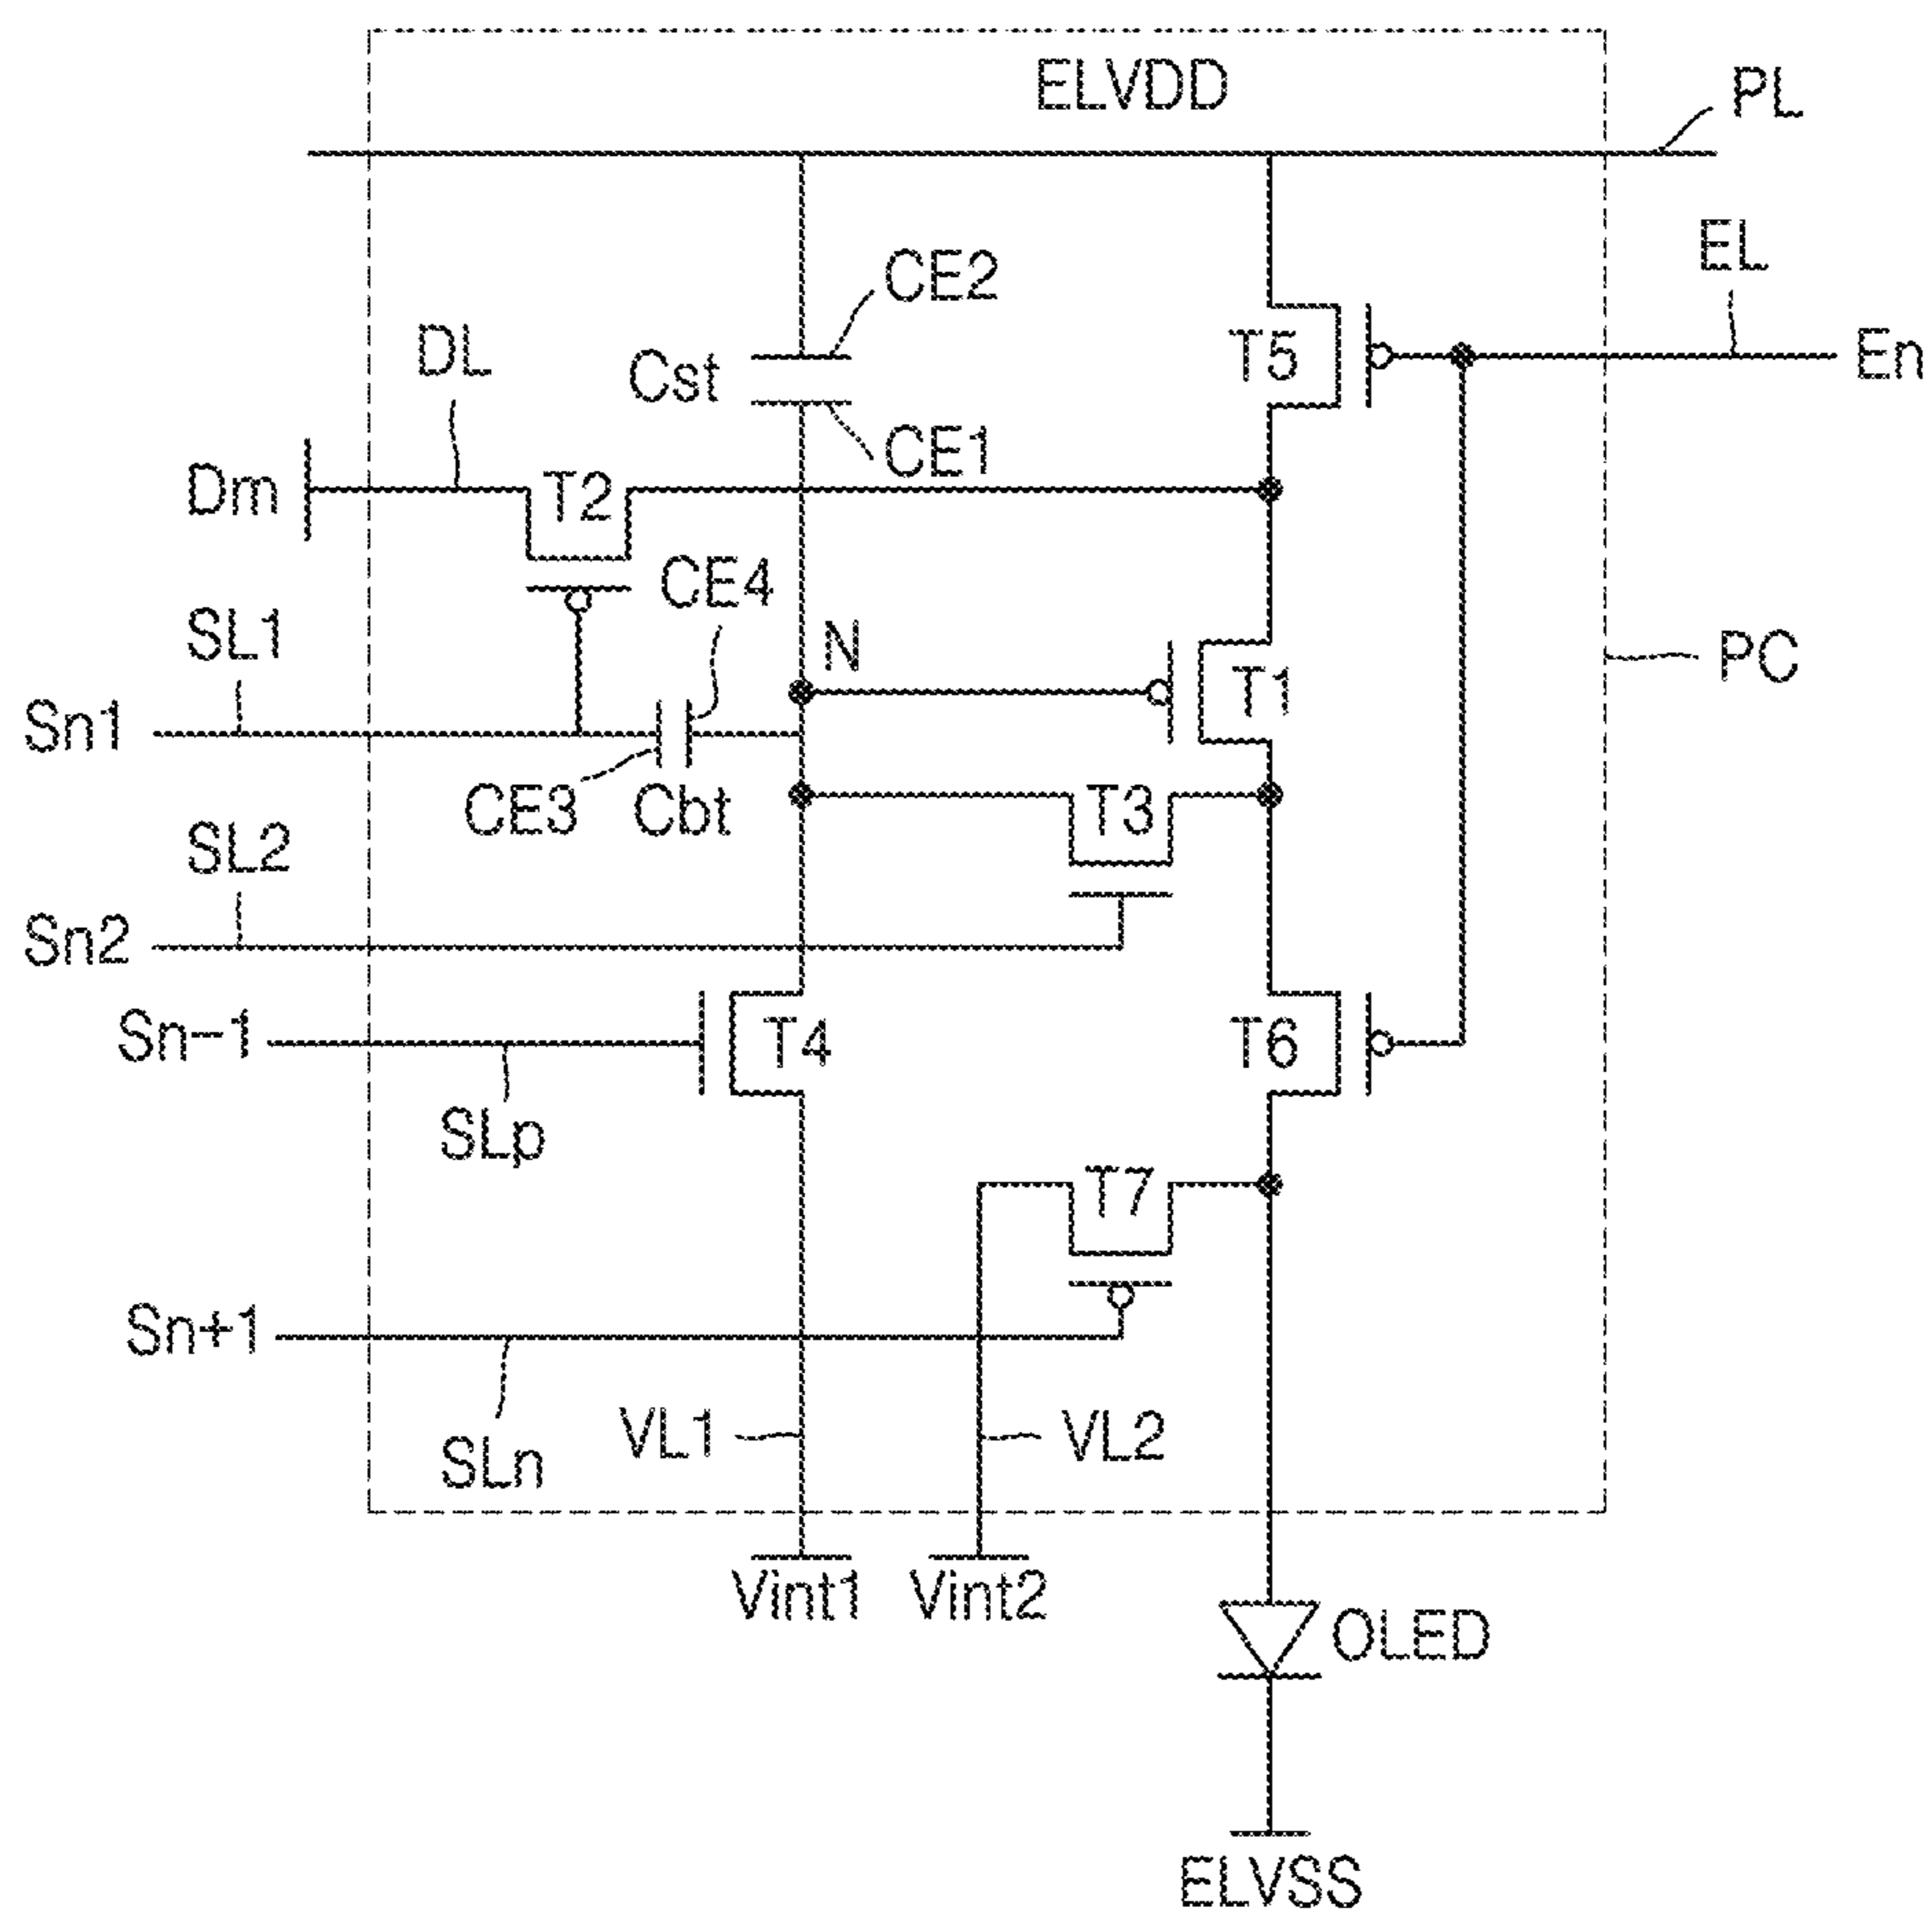 ELVDD
PL
EL
CE2
DL
Cst
T5
En
CE1
Dm
T2
CE4
SL1
N
PC
T1
Sn1
CE3
Cbt
T3
SL2
Sn2
Sn-1
T4
T6
SLp
T7
Sn+1
VL1
VL2
SLn
Vint1
Vint2
OLED
ELVSS